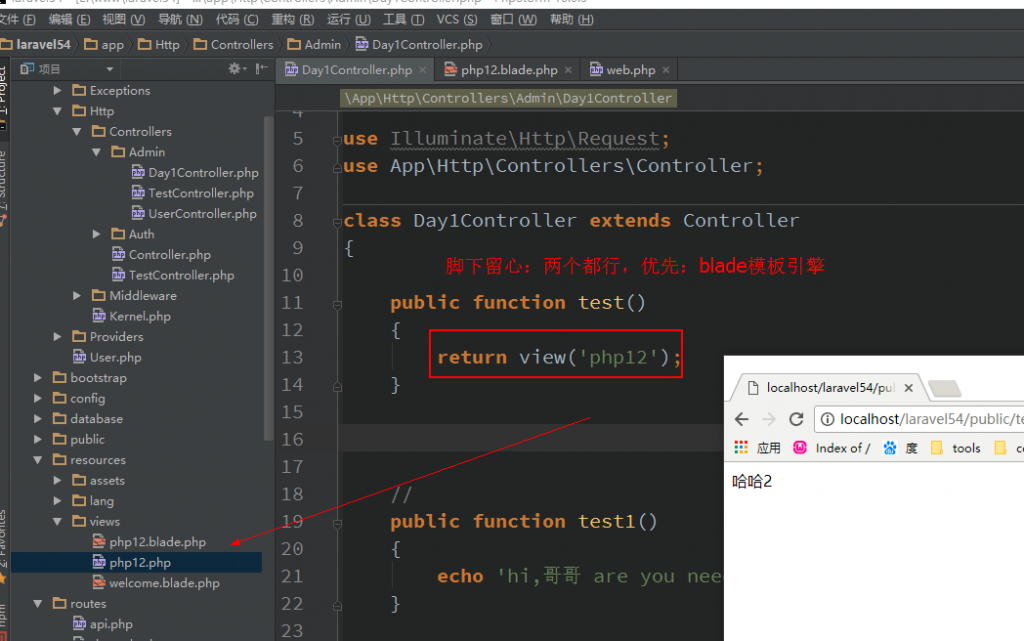 文件 (F) 编辑 (E) 视图 (V) 导航 (N) 代码 (C) 重构 (R) 运行 (U) 工具 (T) VCS (S) 窗口 (W) 帮助 (H)
laravel54 app Http Controllers Admin Day1Controller.php
项目
Day1Controller.php × php12.blade.php × web.php ×
\App\Http\Controllers\Admin\Day1Controller
1: Project
Exceptions
Http
Controllers
Admin
Day1Controller.php
TestController.php
UserController.php
Auth
Controller.php
TestController.php
Middleware
Kernel.php
Providers
User.php
bootstrap
config
database
public
resources
assets
lang
views
php12.blade.php
php12.php
welcome.blade.php
routes
api.php
7: Structure
2: Favorites
npm
4
5 use Illuminate\Http\Request;
6 use App\Http\Controllers\Controller;
7
8 class Day1Controller extends Controller
9 {
脚下留心：两个都行，优先：blade模板引擎
10
11 public function test()
12 {
13 return view('php12');
14 }
15
16
17
18 //
19 public function test1()
20 {
21 echo 'hi,哥哥 are you nee
22 }
23
localhost/laravel54/pu ×
localhost/laravel54/public/te
应用 Index of / 度 tools
哈哈2